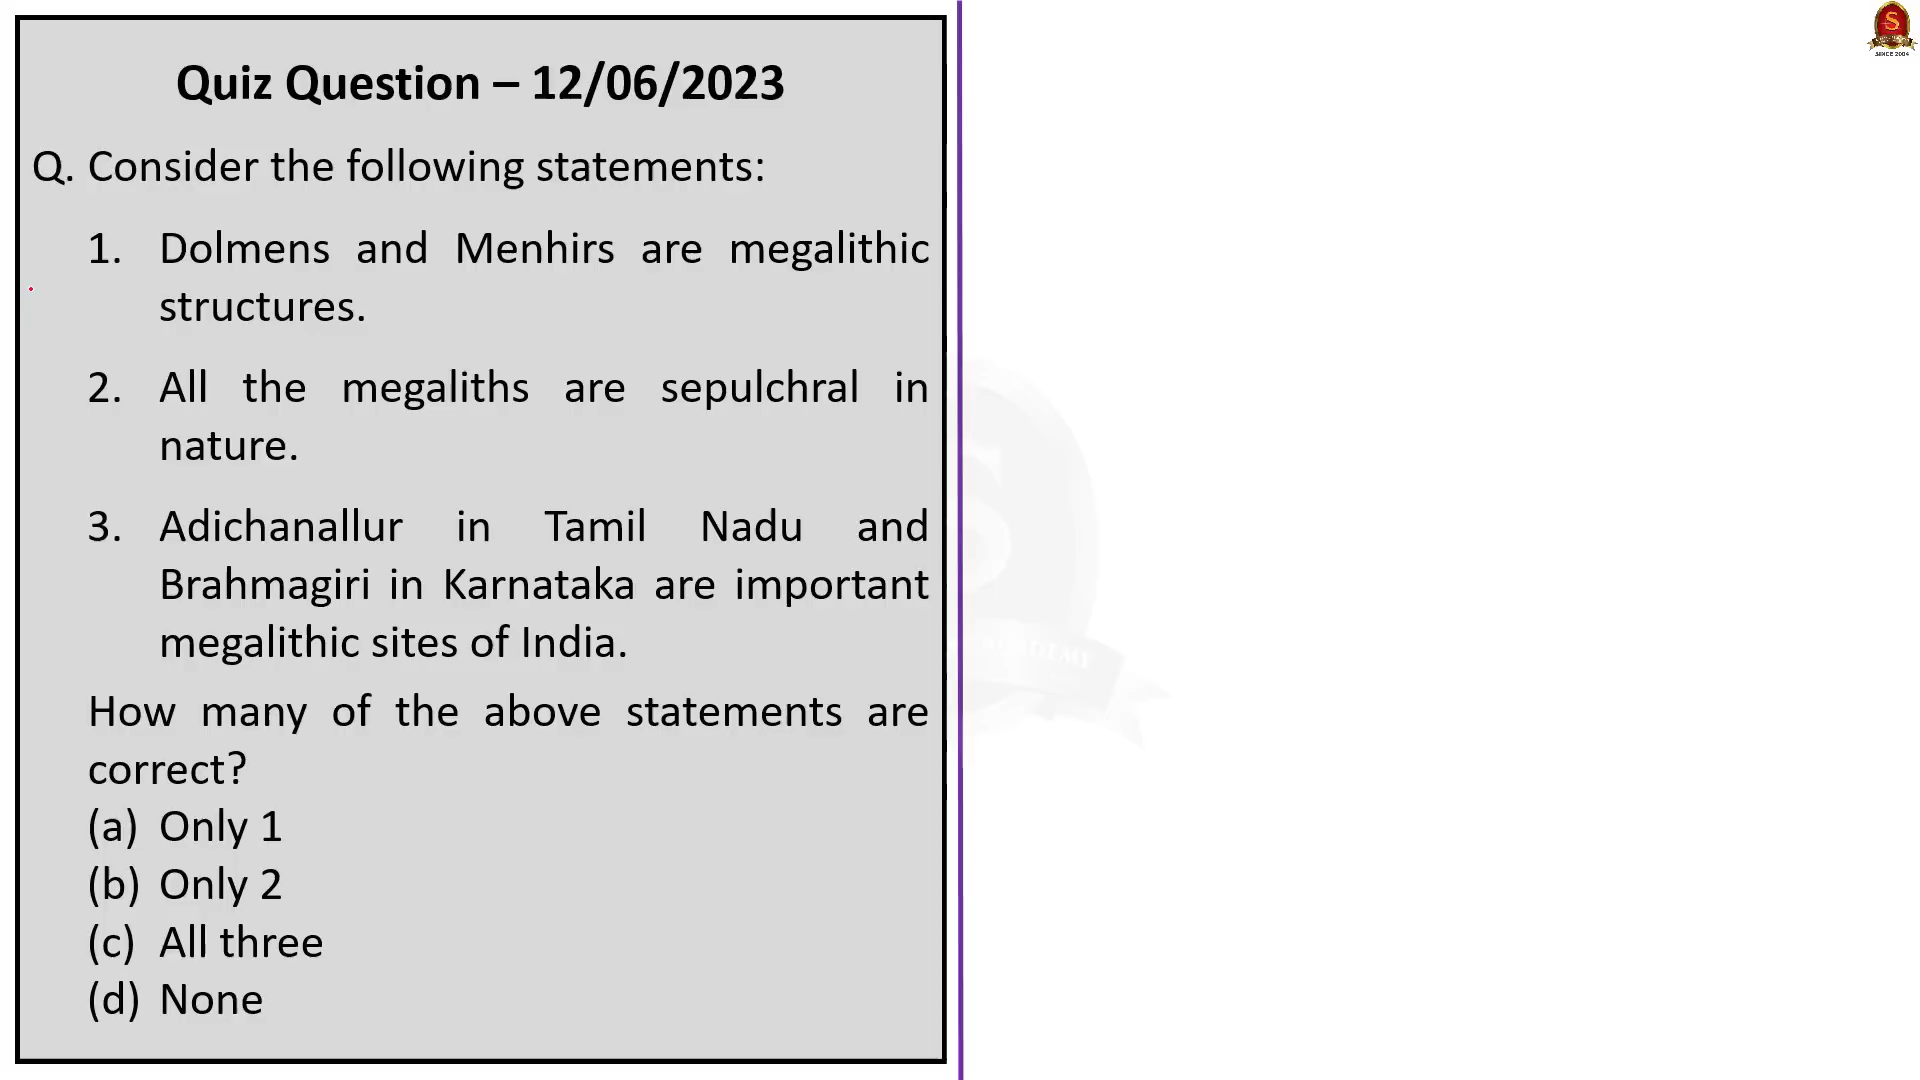 Quiz Question – 12/06/2023
Q. Consider the following statements:
1. Dolmens and Menhirs are megalithic
structures.
2. All the megaliths are sepulchral in
nature.
3. Adichanallur in Tamil Nadu and
Brahmagiri in Karnataka are important
megalithic sites of India.
How many of the above statements are
correct?
(a) Only 1
(b) Only 2
(c) All three
(d) None
S
SINCE 2004